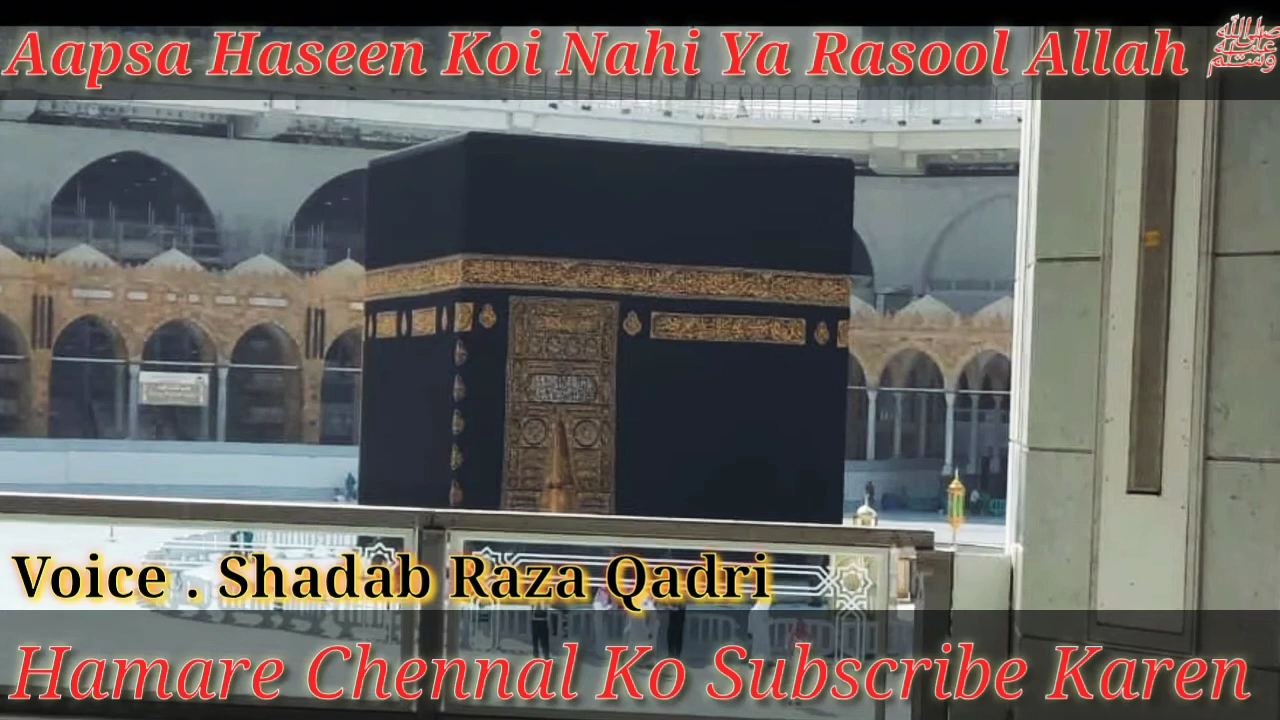 Aapsa Haseen Koi Nahi Ya Rasool Allah ﷺ
Voice . Shadab Raza Qadri
Hamare Chennal Ko Subscribe Karen